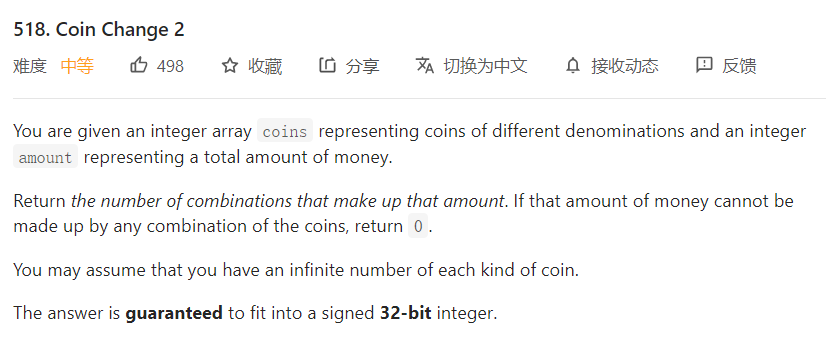 518. Coin Change 2
难度 中等 498 收藏 分享 切换为中文 接收动态 反馈
You are given an integer array coins representing coins of different denominations and an integer
amount representing a total amount of money.
Return the number of combinations that make up that amount. If that amount of money cannot be
made up by any combination of the coins, return 0.
You may assume that you have an infinite number of each kind of coin.
The answer is guaranteed to fit into a signed 32-bit integer.